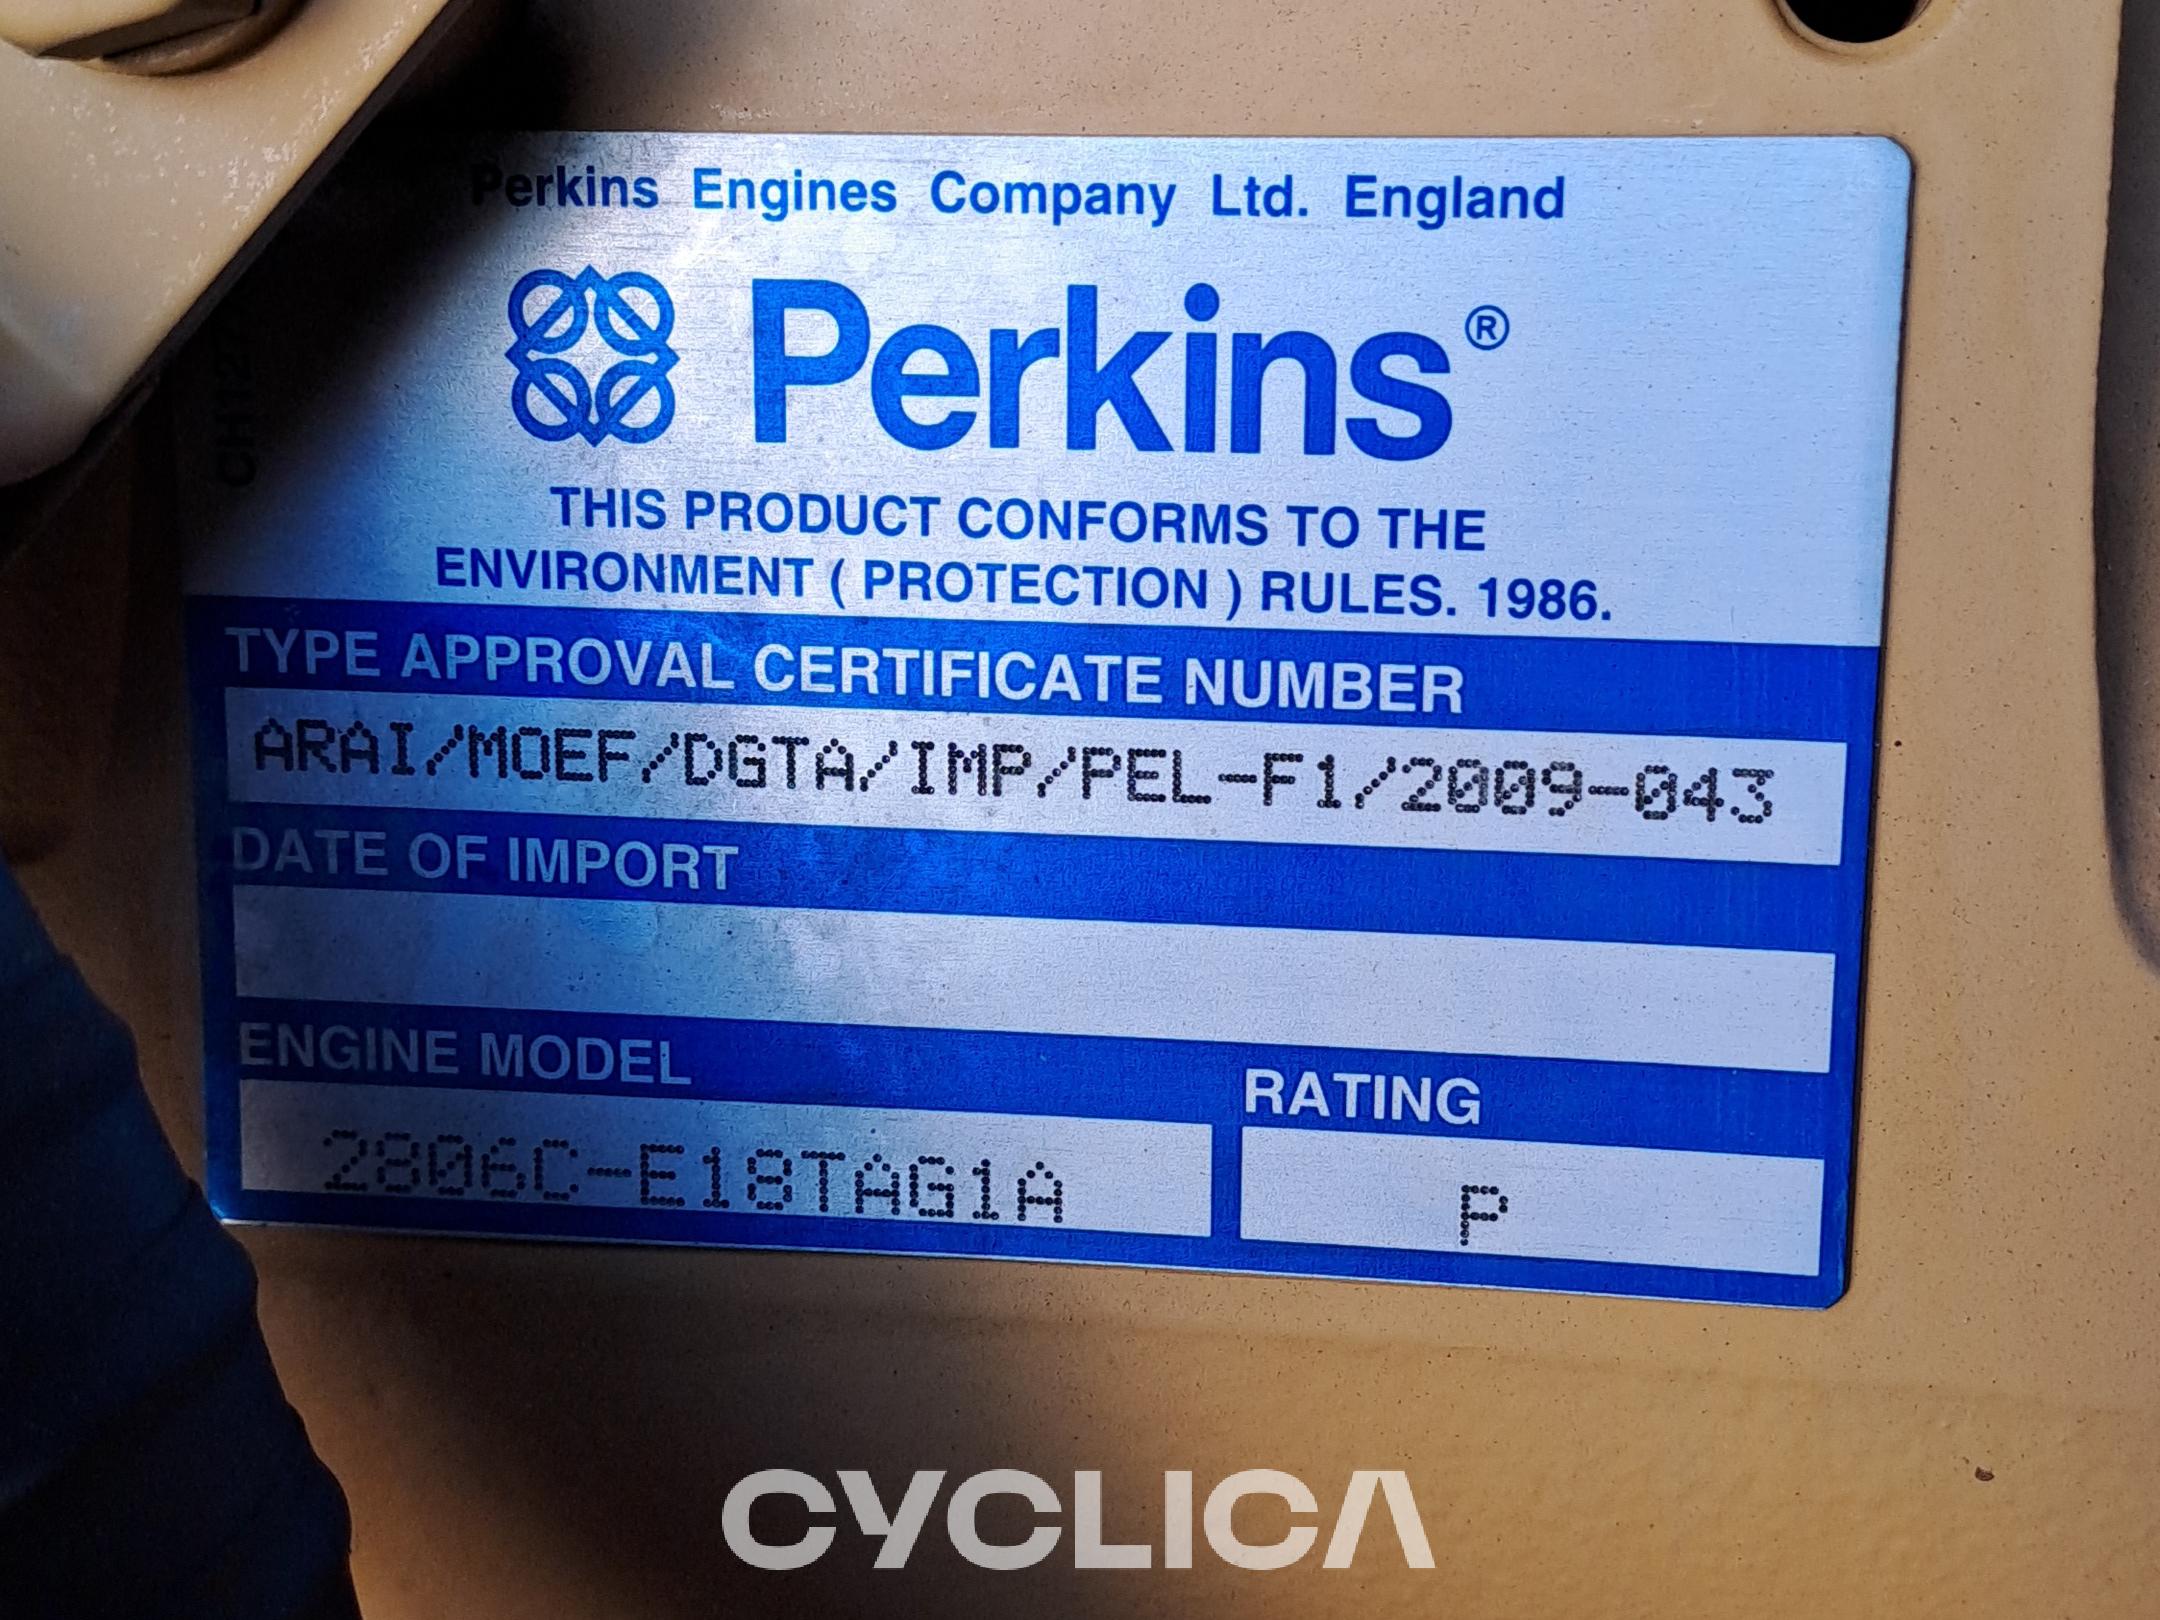 Perkins Engines Company Ltd. England
Perkins®
THIS PRODUCT CONFORMS TO THE
ENVIRONMENT ( PROTECTION ) RULES. 1986.
TYPE APPROVAL CERTIFICATE NUMBER
ARAI/MOEF/DGTA/IMP/PEL-F1/2009-043
DATE OF IMPORT
ENGINE MODEL
2806C-E18TAG1A
RATING
P
CYCLICA